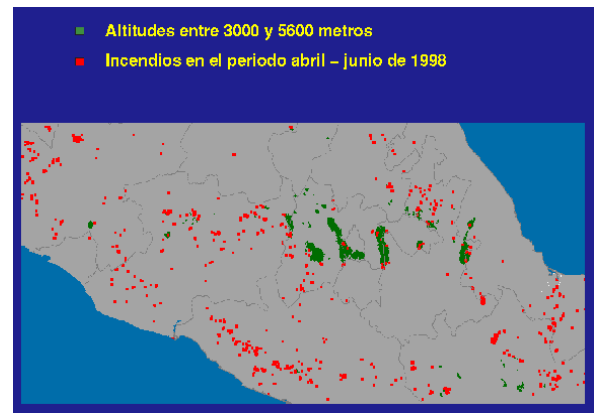 Altitudes entre 3000 y 5600 metros
Incendios en el periodo abril – junio de 1998